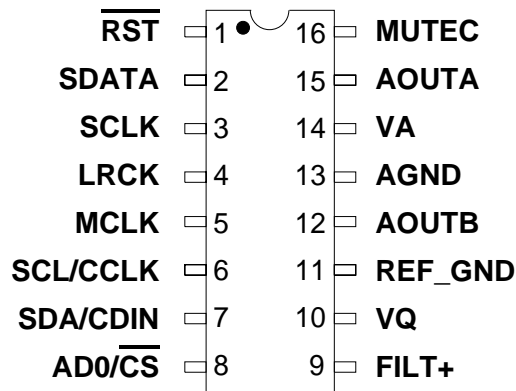 RST 1 16 MUTEC
SDATA 2 15 AOUTA
SCLK 3 14 VA
LRCK 4 13 AGND
MCLK 5 12 AOUTB
SCL/CCLK 6 11 REF_GND
SDA/CDIN 7 10 VQ
AD0/CS 8 9 FILT+